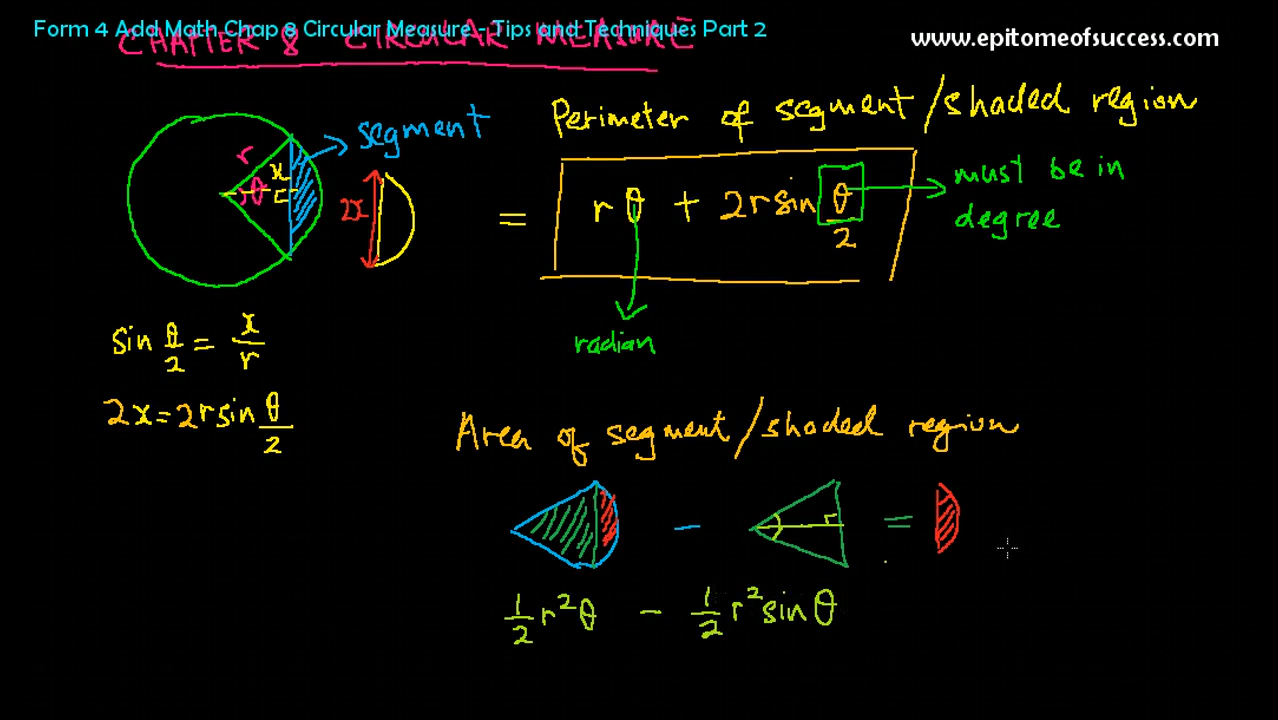 Form 4 Add Math Chap 8 Circular Measure - Tips and Techniques Part 2
www.epitomeofsuccess.com
CHAPTER 8 CIRCULAR MEASURE
Perimeter of segment/shaded region
segment
r
x
θ
2x
= rθ + 2r sin θ/2
must be in
degree
radian
sin θ/2 = x/r
2x = 2r sin θ/2
Area of segment/shaded region
- =
1/2 r²θ - 1/2 r² sin θ